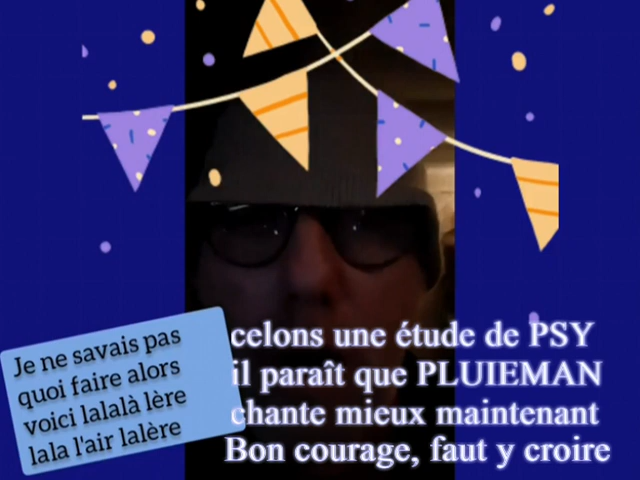 Je ne savais pas
quoi faire alors
voici lalalà lère
lala l'air lalère
celons une étude de PSY
il paraît que PLUIEMAN
chante mieux maintenant
Bon courage, faut y croire